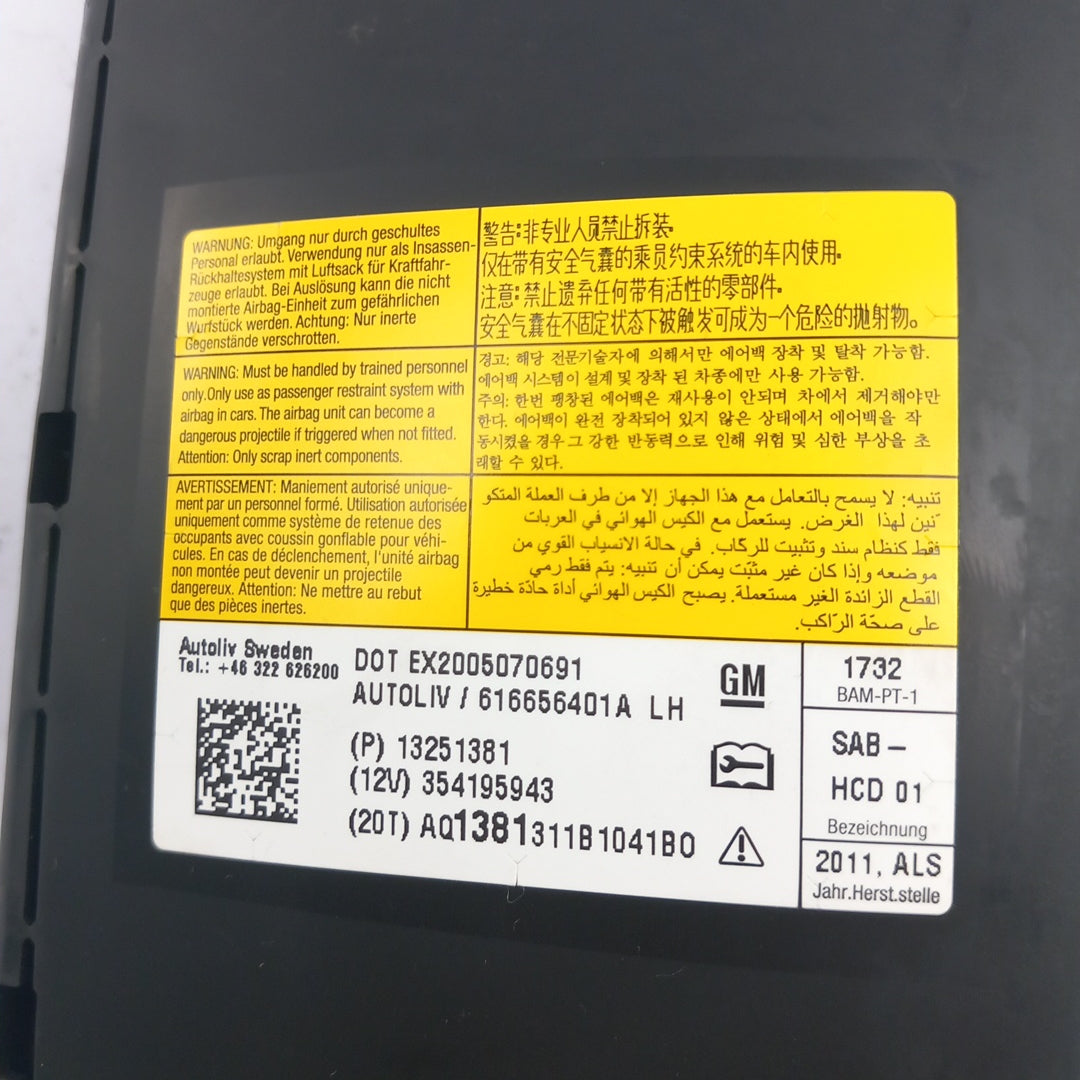 WARNUNG: Umgang nur durch geschultes
Personal erlaubt. Verwendung nur als Insassen-
Rückhaltesystem mit Luftsack für Kraftfahr-
zeuge erlaubt. Bei Auslösung kann die nicht
montierte Airbag-Einheit zum gefährlichen
Wurfstück werden. Achtung: Nur inerte
Gegenstände verschrotten.
WARNING: Must be handled by trained personnel
only.Only use as passenger restraint system with
airbag in cars. The airbag unit can become a
dangerous projectile if triggered when not fitted.
Attention: Only scrap inert components.
AVERTISSEMENT: Maniement autorisé unique-
ment par un personnel formé. Utilisation autorisée
uniquement comme système de retenue des
occupants avec coussin gonflable pour véhi-
cules. En cas de déclenchement, l'unité airbag
non montée peut devenir un projectile
dangereux. Attention: Ne mettre au rebut
que des pièces inertes.
警告:非专业人员禁止拆装.
仅在带有安全气囊的乘员约束系统的车内使用.
注意:禁止遗弃任何带有活性的零部件.
安全气囊在不固定状态下被触发可成为一个危险的抛射物。
경고: 해당 전문기술자에 의해서만 에어백 장착 및 탈착 가능함.
에어백 시스템이 설계 및 장착 된 차종에만 사용 가능함.
주의: 한번 팽창된 에어백은 재사용이 안되며 차에서 제거해야만
한다. 에어백이 완전 장착되어 있지 않은 상태에서 에어백을 작
동시켰을 경우 그 강한 반동력으로 인해 위험 및 심한 부상을 초
래할 수 있다.
تنبيه: لا يسمح بالتعامل مع هذا الجهاز إلا من طرف العملة المتكو
نين لهذا الغرض. يستعمل مع الكيس الهوائي في العربات
فقط كنظام سند وتثبيت للركّاب. في حالة الانسياب القوي من
موضعه وإذا كان غير مثبّت يمكن أن تنبيه: يتم فقط رمي
القطع الزائدة الغير مستعملة. يصبح الكيس الهوائي أداة حادّة خطيرة
على صحّة الرّاكب.
Autoliv Sweden
Tel.: +46 322 626200
DOT EX2005070691
AUTOLIV / 616656401A LH
(P) 13251381
(12V) 354195943
(20T) AQ1381311B1041B0
GM
1732
BAM-PT-1
SAB-
HCD 01
Bezeichnung
2011, ALS
Jahr.Herst.stelle